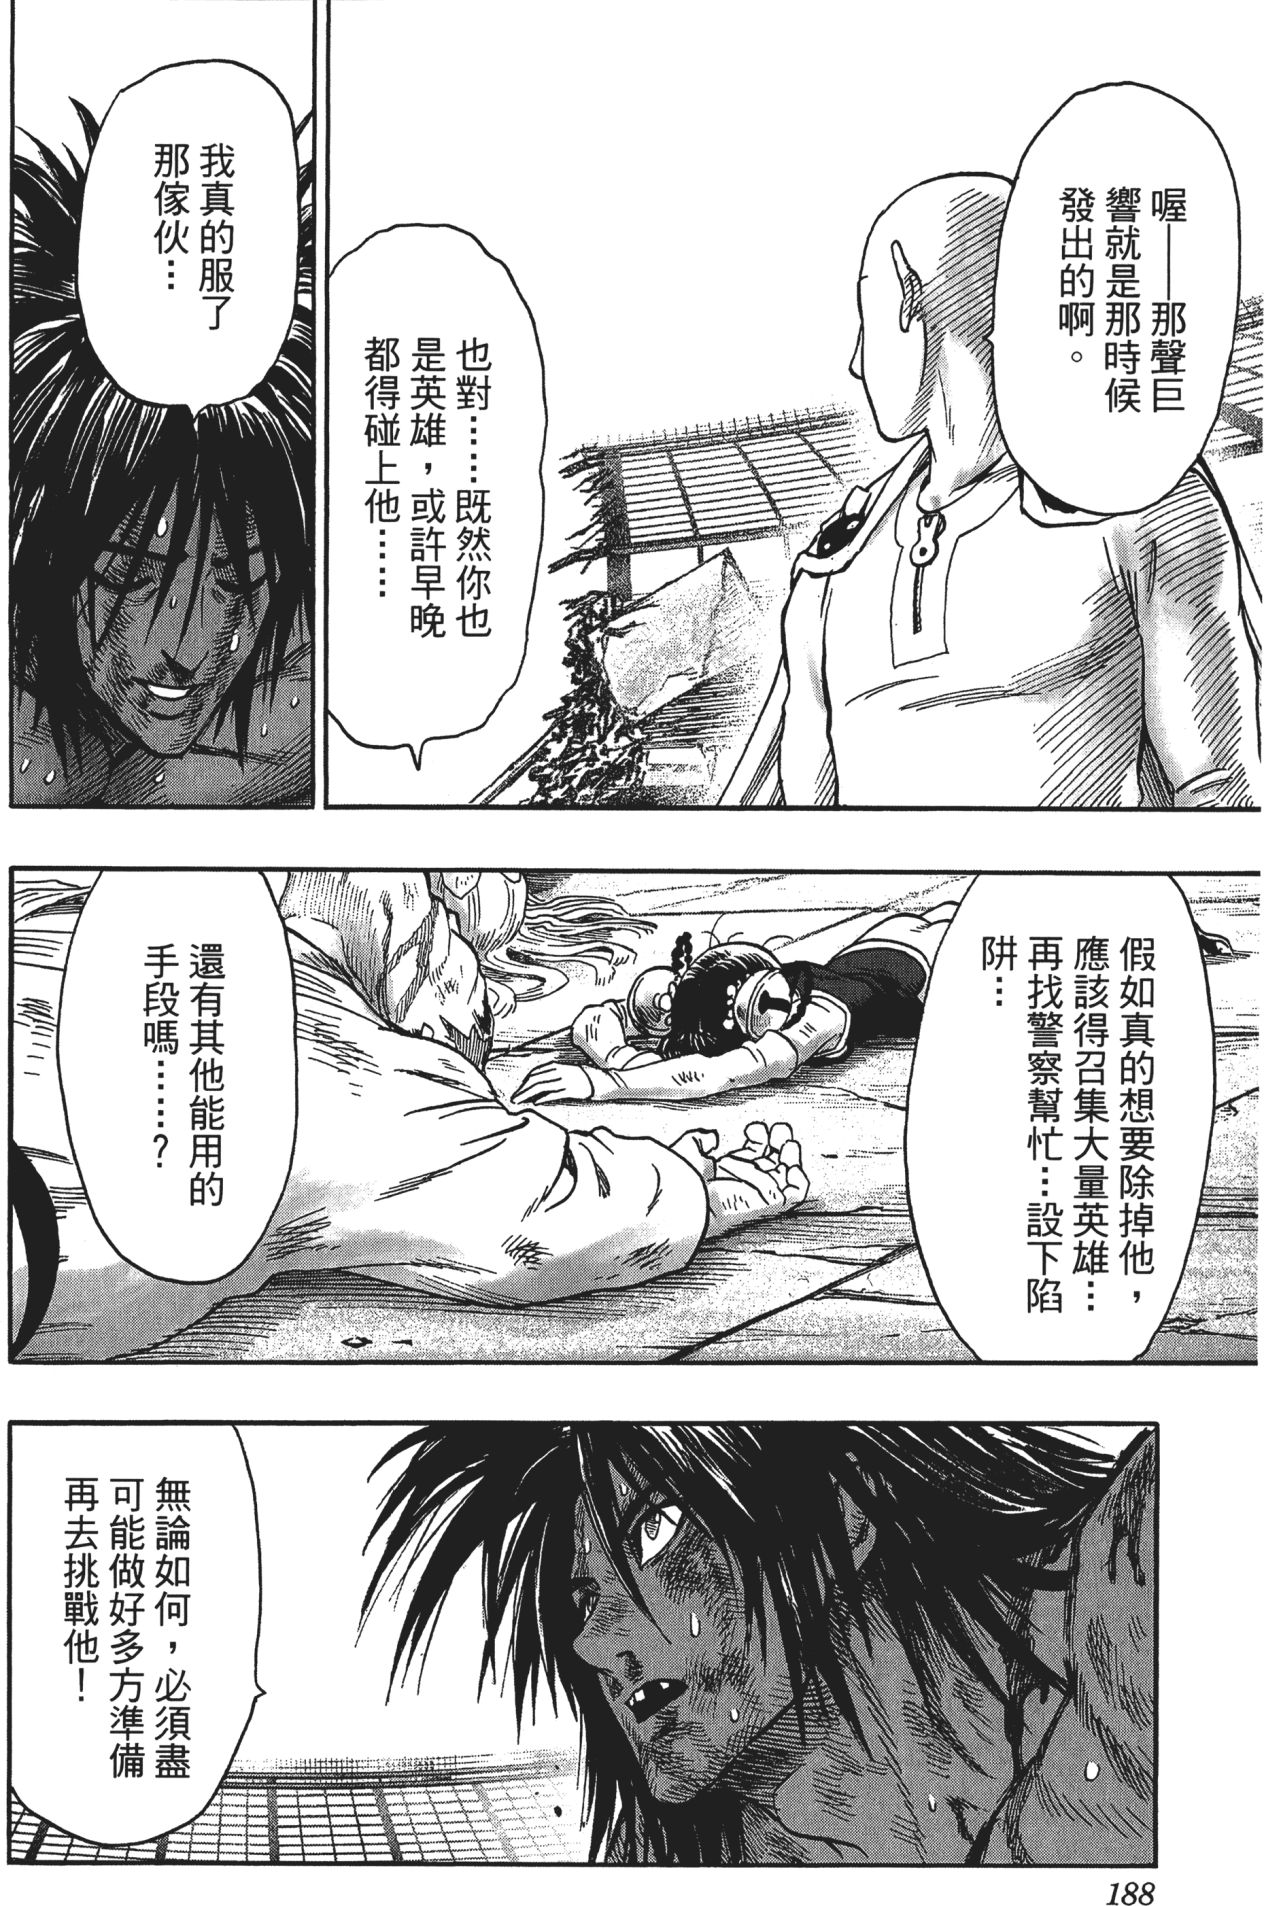 喔──那聲巨
響就是那時候
發出的啊。
也對⋯⋯既然你也
是英雄，或許早晚
都得碰上他⋯⋯
我真的服了
那傢伙⋯
假如真的想要除掉他，
應該得召集大量英雄⋯
再找警察幫忙⋯設下陷
阱⋯
還有其他能用的
手段嗎⋯⋯?
無論如何，必須盡
可能做好多方準備
再去挑戰他！
188